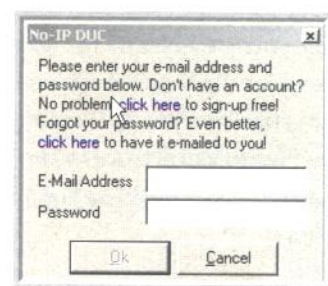 No-IP DUC
Please enter your e-mail address and
password below. Don't have an account?
No problem, click here to sign-up free!
Forgot your password? Even better,
click here to have it e-mailed to you!
E-Mail Address
Password
Ok
Cancel